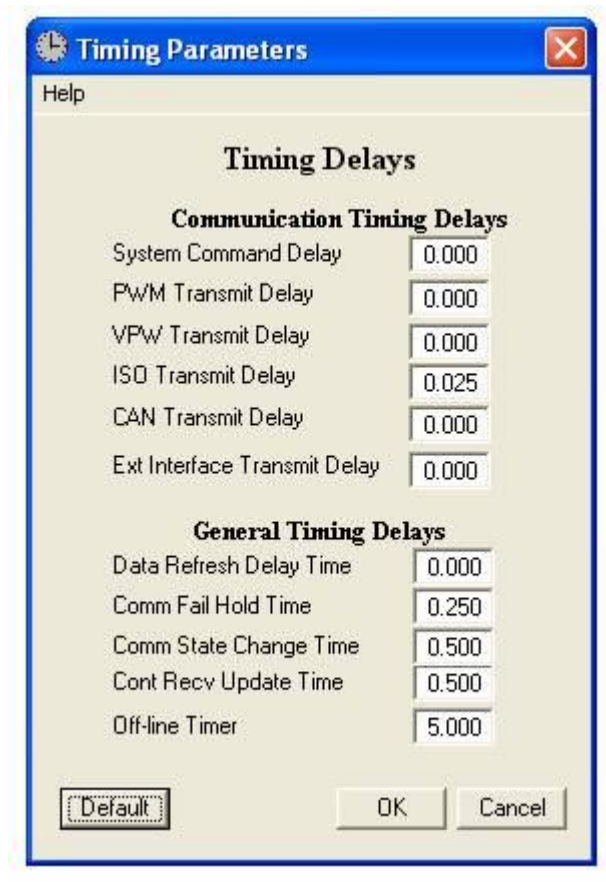 Timing Parameters
Help
Timing Delays
Communication Timing Delays
System Command Delay 0.000
PWM Transmit Delay 0.000
VPW Transmit Delay 0.000
ISO Transmit Delay 0.025
CAN Transmit Delay 0.000
Ext Interface Transmit Delay 0.000
General Timing Delays
Data Refresh Delay Time 0.000
Comm Fail Hold Time 0.250
Comm State Change Time 0.500
Cont Recv Update Time 0.500
Off-line Timer 5.000
Default OK Cancel